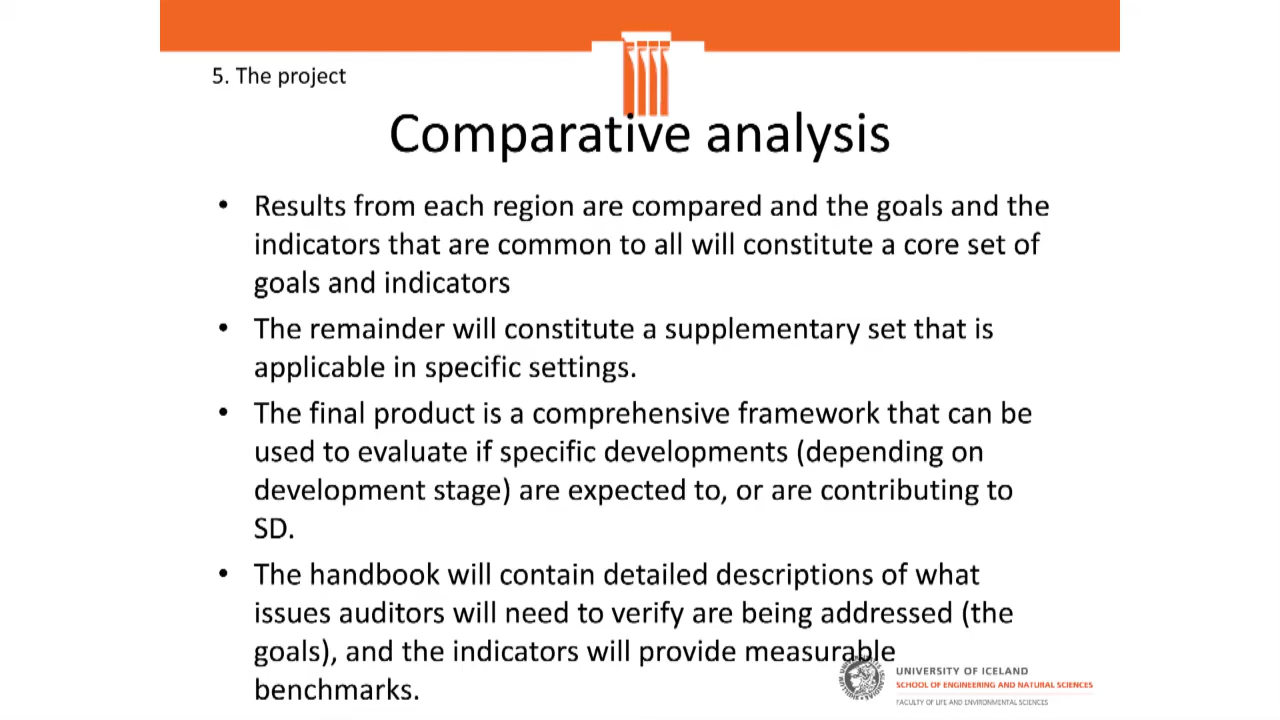 5. The project
Comparative analysis
• Results from each region are compared and the goals and the
indicators that are common to all will constitute a core set of
goals and indicators
• The remainder will constitute a supplementary set that is
applicable in specific settings.
• The final product is a comprehensive framework that can be
used to evaluate if specific developments (depending on
development stage) are expected to, or are contributing to
SD.
• The handbook will contain detailed descriptions of what
issues auditors will need to verify are being addressed (the
goals), and the indicators will provide measurable
benchmarks.
UNIVERSITY OF ICELAND
SCHOOL OF ENGINEERING AND NATURAL SCIENCES
FACULTY OF LIFE AND ENVIRONMENTAL SCIENCES